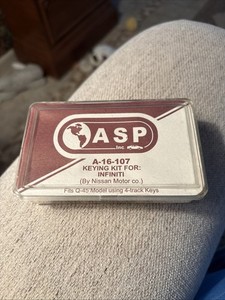 ASP
Inc
A-16-107
KEYING KIT FOR:
INFINITI
(By Nissan Motor co.)
Fits Q-45 Model using 4-track Keys